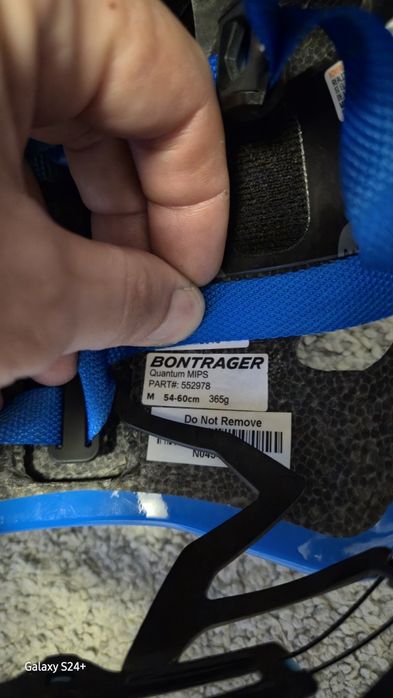 BONTRAGER
Quantum MIPS
PART#: 552978
M 54-60cm 365g
Do Not Remove
Galaxy S24+